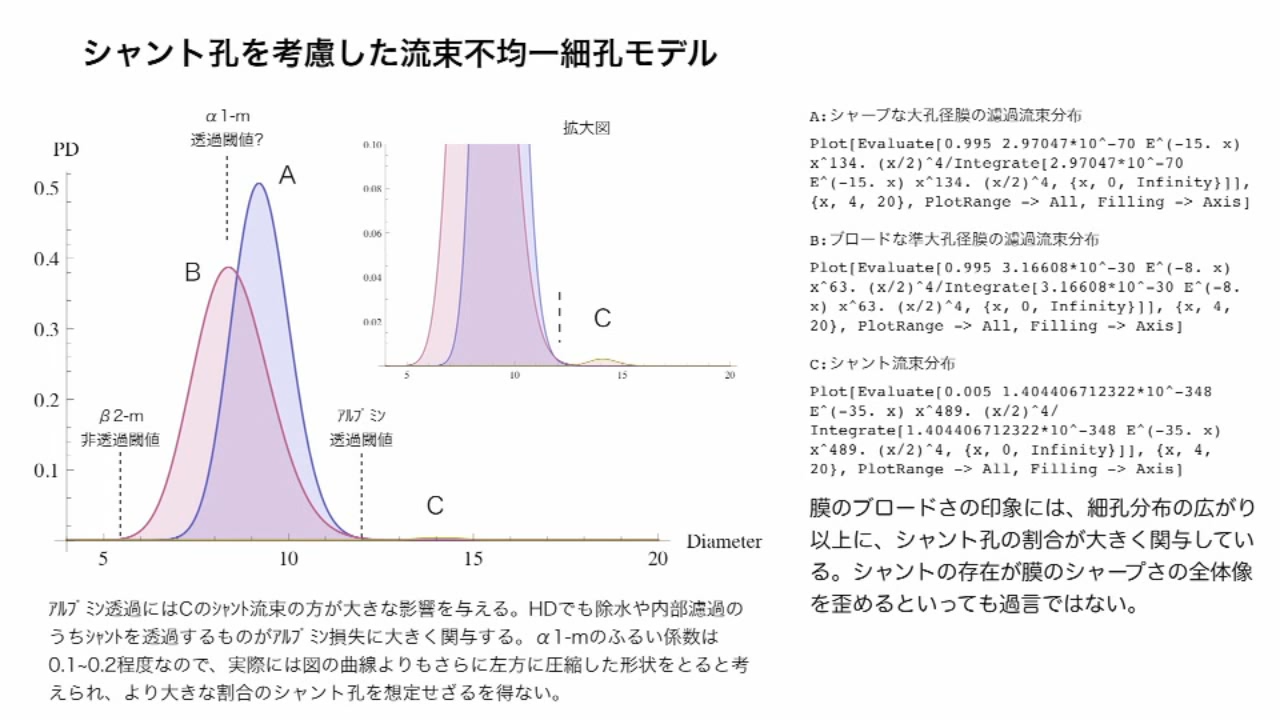 シャント孔を考慮した流束不均一細孔モデル
α1-m
透過閾値?
PD
A
B
0.5
0.4
0.3
0.2
0.1
β2-m
非透過閾値
ｱﾙﾌﾞﾐﾝ
透過閾値
C
5
10
15
20
Diameter
拡大図
0.10
0.08
0.06
0.04
0.02
C
5
10
15
20
ｱﾙﾌﾞﾐﾝ透過にはCのｼｬﾝﾄ流束の方が大きな影響を与える。HDでも除水や内部濾過の
うちｼｬﾝﾄを透過するものがｱﾙﾌﾞﾐﾝ損失に大きく関与する。α1-mのふるい係数は
0.1~0.2程度なので、実際には図の曲線よりもさらに左方に圧縮した形状をとると考
えられ、より大きな割合のシャント孔を想定せざるを得ない。
A:シャープな大孔径膜の濾過流束分布
Plot[Evaluate[0.995 2.97047*10^-70 E^(-15. x)
x^134. (x/2)^4/Integrate[2.97047*10^-70
E^(-15. x) x^134. (x/2)^4, {x, 0, Infinity}]],
{x, 4, 20}, PlotRange -> All, Filling -> Axis]
B:ブロードな準大孔径膜の濾過流束分布
Plot[Evaluate[0.995 3.16608*10^-30 E^(-8. x)
x^63. (x/2)^4/Integrate[3.16608*10^-30 E^(-8.
x) x^63. (x/2)^4, {x, 0, Infinity}]], {x, 4,
20}, PlotRange -> All, Filling -> Axis]
C:シャント流束分布
Plot[Evaluate[0.005 1.404406712322*10^-348
E^(-35. x) x^489. (x/2)^4/
Integrate[1.404406712322*10^-348 E^(-35. x)
x^489. (x/2)^4, {x, 0, Infinity}]], {x, 4,
20}, PlotRange -> All, Filling -> Axis]
膜のブロードさの印象には、細孔分布の広がり
以上に、シャント孔の割合が大きく関与してい
る。シャントの存在が膜のシャープさの全体像
を歪めるといっても過言ではない。